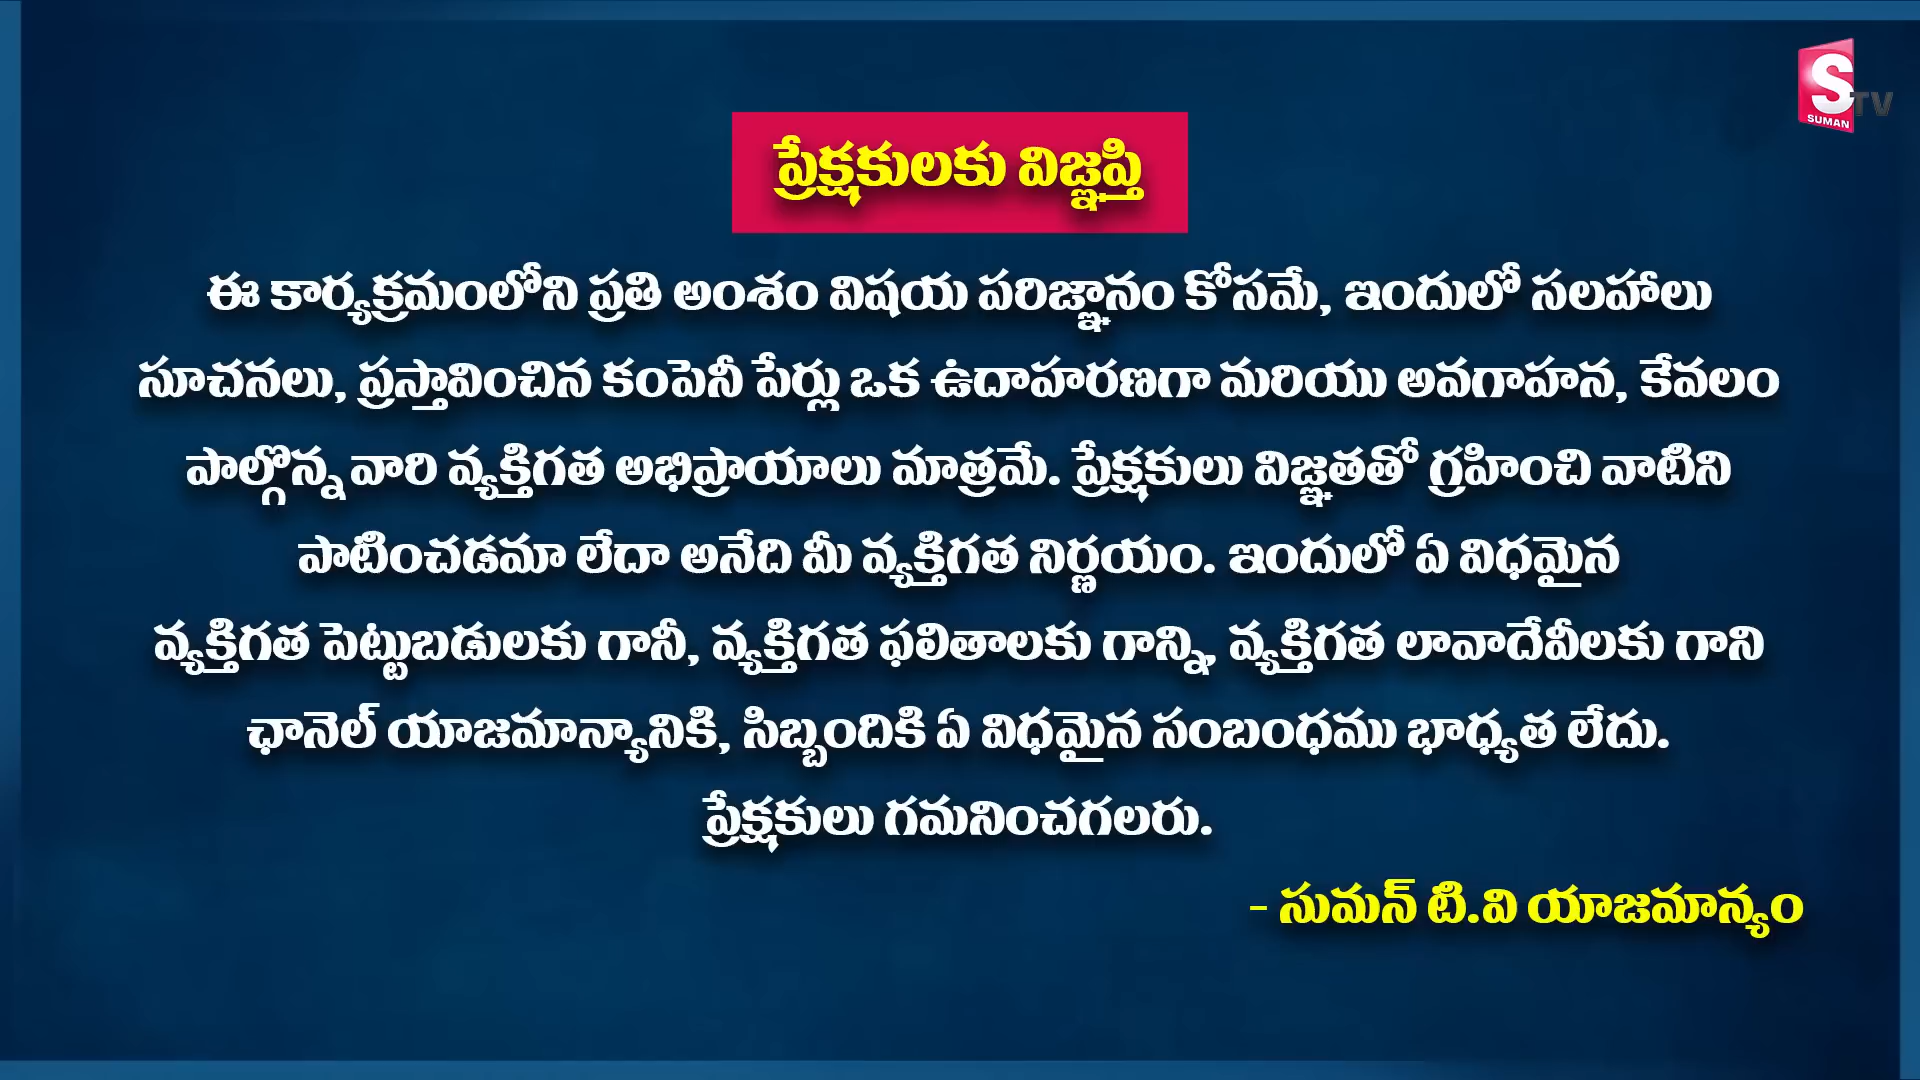 S TV
SUMAN
ప్రేక్షకులకు విజ్ఞప్తి
ఈ కార్యక్రమంలోని ప్రతి అంశం విషయ పరిజ్ఞానం కోసమే, ఇందులో సలహాలు
సూచనలు, ప్రస్తావించిన కంపెనీ పేర్లు ఒక ఉదాహరణగా మరియు అవగాహన, కేవలం
పాల్గొన్న వారి వ్యక్తిగత అభిప్రాయాలు మాత్రమే. ప్రేక్షకులు విజ్ఞతతో గ్రహించి వాటిని
పాటించడమా లేదా అనేది మీ వ్యక్తిగత నిర్ణయం. ఇందులో ఏ విధమైన
వ్యక్తిగత పెట్టుబడులకు గానీ, వ్యక్తిగత ఫలితాలకు గాన్ని, వ్యక్తిగత లావాదేవీలకు గాని
ఛానెల్ యాజమాన్యానికి, సిబ్బందికి ఏ విధమైన సంబంధము భాధ్యత లేదు.
ప్రేక్షకులు గమనించగలరు.
- సుమన్ టి.వి యాజమాన్యం